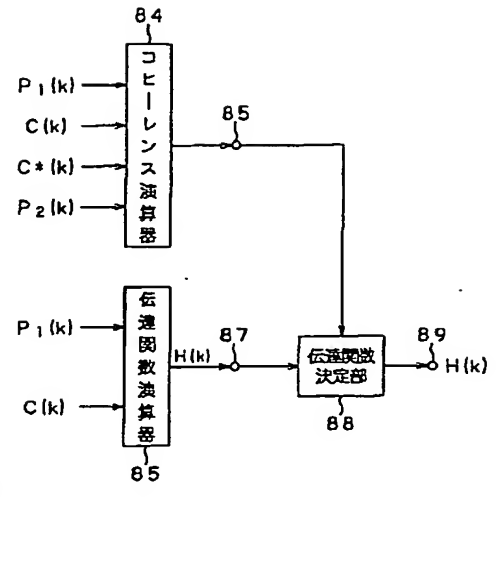 84
P1(k)
C(k)
C*(k)
P2(k)
コヒーレンス演算器
85
P1(k)
C(k)
伝達関数演算器
85
H(k)
87
伝達関数
決定部
88
89
H(k)